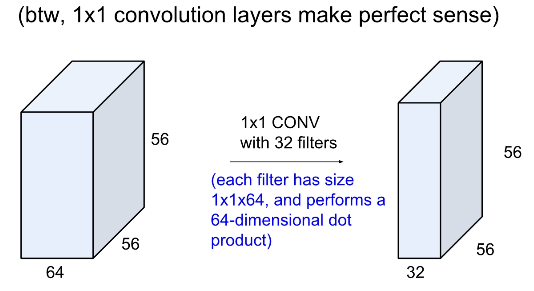 (btw, 1x1 convolution layers make perfect sense)
56
56
64
1x1 CONV
with 32 filters
(each filter has size
1x1x64, and performs a
64-dimensional dot
product)
56
56
32